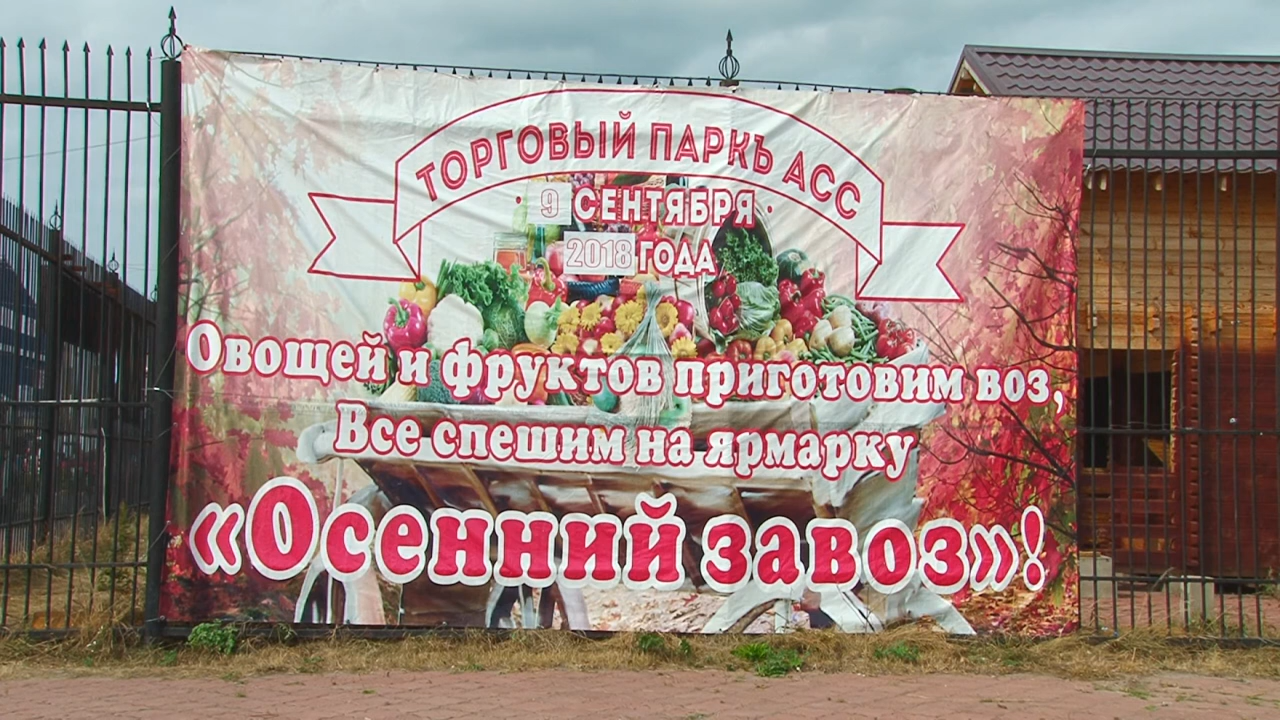 ТОРГОВЫЙ ПАРКЪ АСС
· 9 СЕНТЯБРЯ ·
2018 ГОДА
Овощей и фруктов приготовим воз,
Все спешим на ярмарку
«Осенний завоз»!